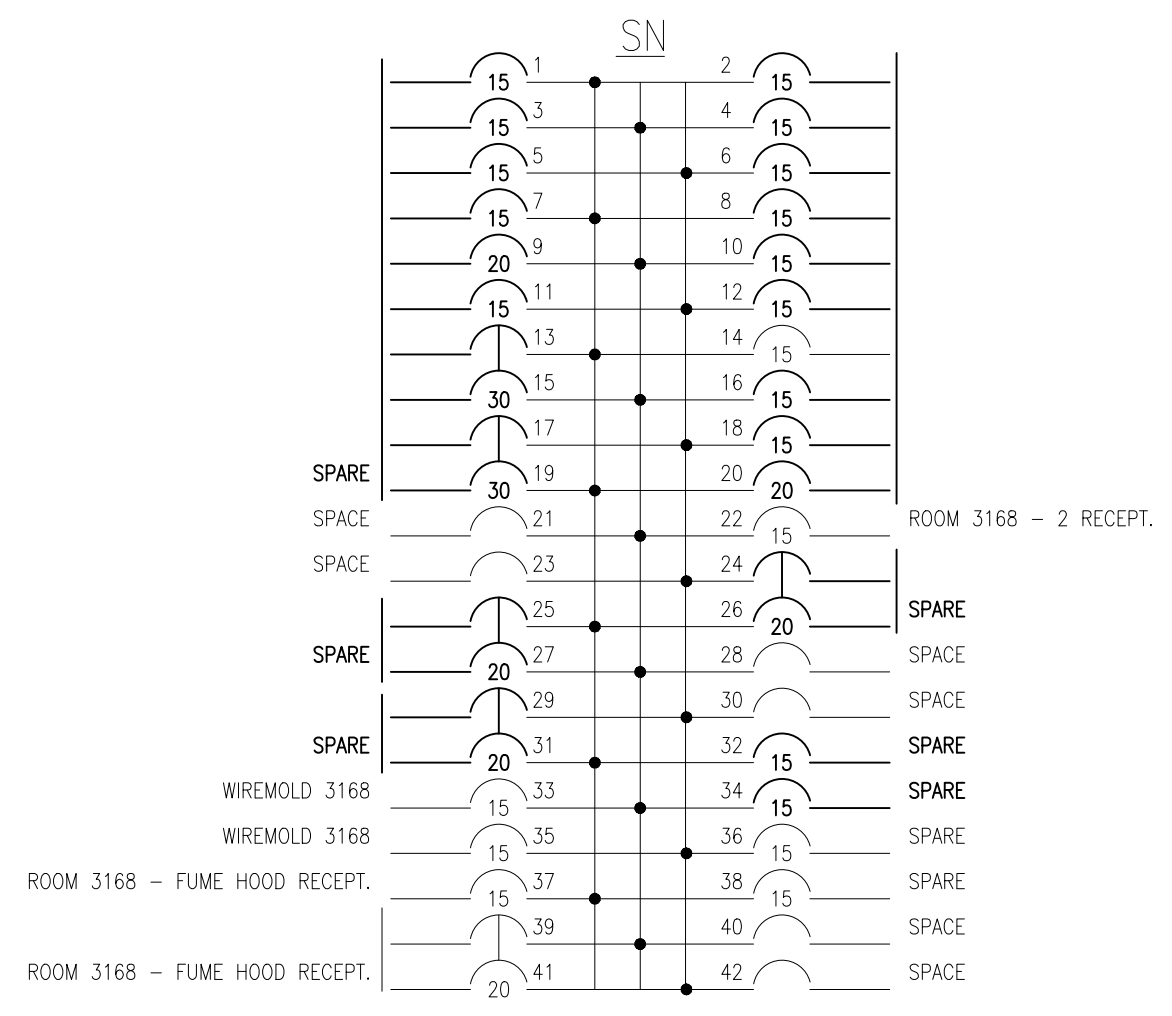 SN
15 1 2 15
15 3 4 15
15 5 6 15
15 7 8 15
20 9 10 15
15 11 12 15
13 14 15
30 15 16 15
17 18 15
SPARE 30 19 20 20
SPACE 21 22 15 ROOM 3168 – 2 RECEPT.
SPACE 23 24
25 26 20 SPARE
SPARE 20 27 28 SPACE
29 30 SPACE
SPARE 20 31 32 15 SPARE
WIREMOLD 3168 15 33 34 15 SPARE
WIREMOLD 3168 15 35 36 15 SPARE
ROOM 3168 – FUME HOOD RECEPT. 15 37 38 15 SPARE
39 40 SPACE
ROOM 3168 – FUME HOOD RECEPT. 20 41 42 SPACE